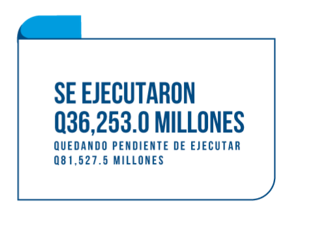 SE EJECUTARON
Q36,253.0 MILLONES
QUEDANDO PENDIENTE DE EJECUTAR
Q81,527.5 MILLONES